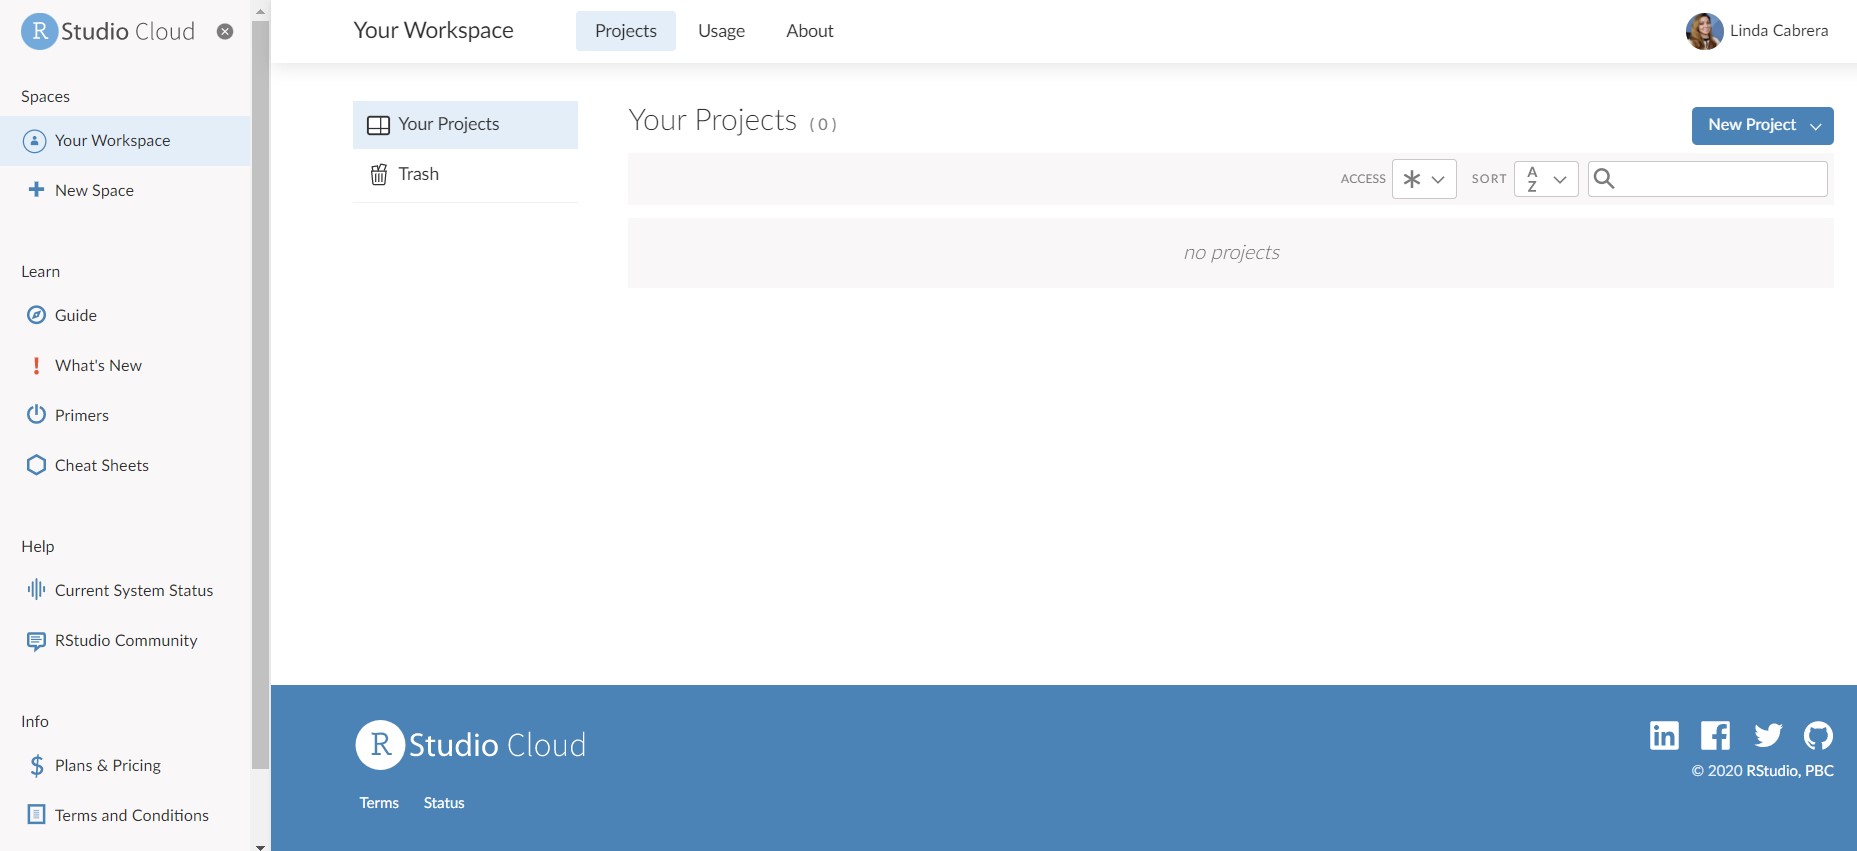 R Studio Cloud
Spaces
Your Workspace
New Space
Learn
Guide
What's New
Primers
Cheat Sheets
Help
Current System Status
RStudio Community
Info
Plans & Pricing
Terms and Conditions
Your Workspace
Projects
Usage
About
Linda Cabrera
Your Projects
Trash
Your Projects (0)
New Project
ACCESS
SORT
A
Z
no projects
R Studio Cloud
Terms
Status
in
© 2020 RStudio, PBC